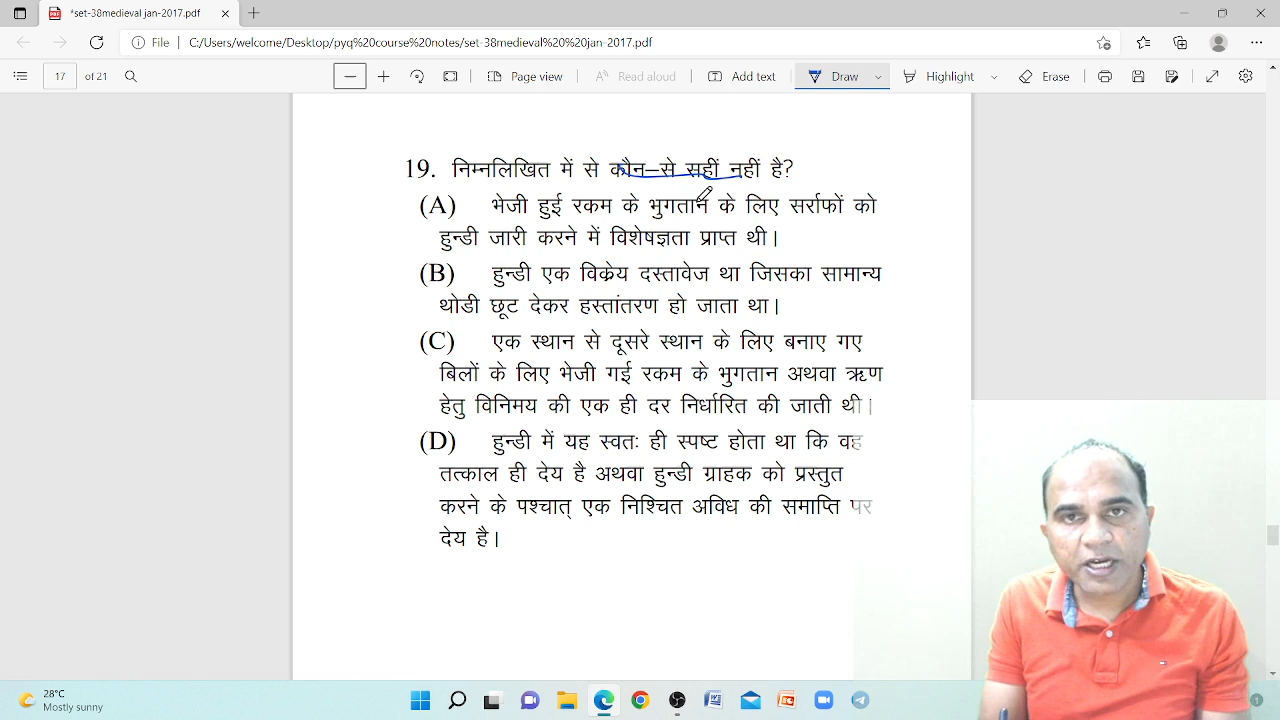 *set-38medieval jan-2017.pdf
File | C:/Users/welcome/Desktop/pyq%20course%20notes/set-38medieval%20%20jan-2017.pdf
17 of 21 Page view Read aloud Add text Draw Highlight Erase
19. निम्नलिखित में से कौन–से सहीं नहीं है?
(A) भेजी हुई रकम के भुगतान के लिए सर्राफों को
हुन्डी जारी करने में विशेषज्ञता प्राप्त थी।
(B) हुन्डी एक विक्रेय दस्तावेज था जिसका सामान्य
थोडी छूट देकर हस्तांतरण हो जाता था।
(C) एक स्थान से दूसरे स्थान के लिए बनाए गए
बिलों के लिए भेजी गई रकम के भुगतान अथवा ऋण
हेतु विनिमय की एक ही दर निर्धारित की जाती थी।
(D) हुन्डी में यह स्वतः ही स्पष्ट होता था कि वह
तत्काल ही देय है अथवा हुन्डी ग्राहक को प्रस्तुत
करने के पश्चात् एक निश्चित अविध की समाप्ति पर
देय है।
28°C
Mostly sunny